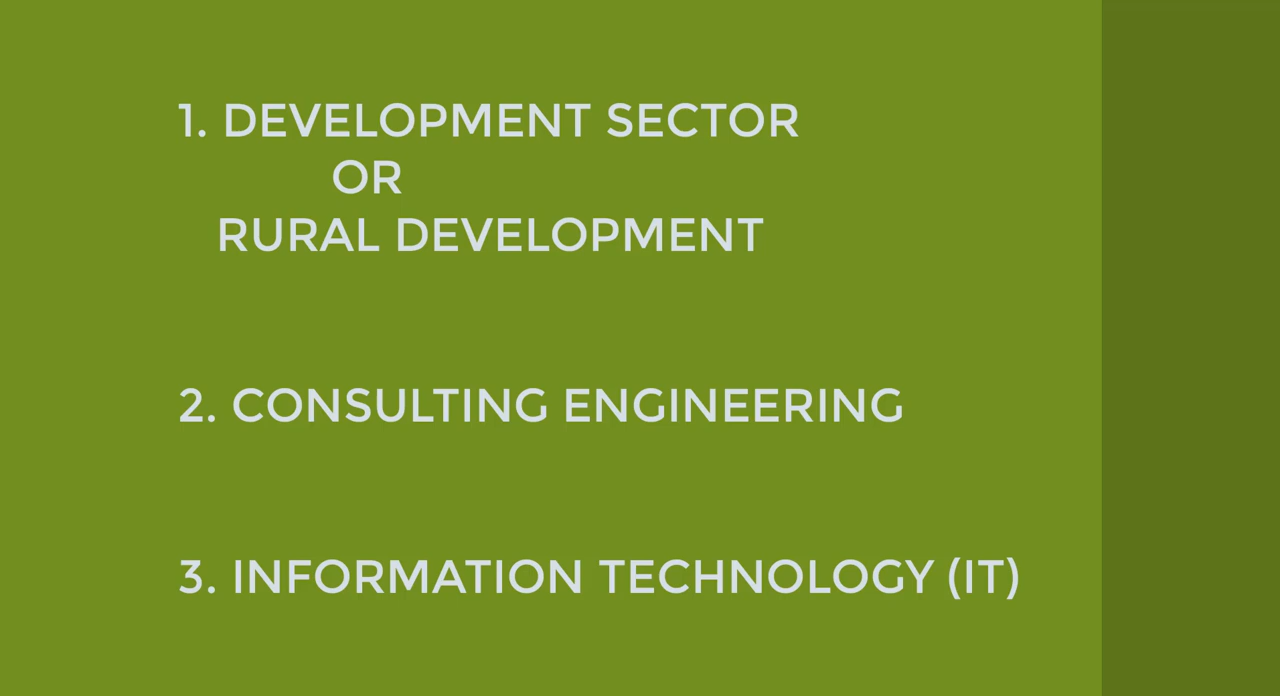 1. DEVELOPMENT SECTOR
OR
RURAL DEVELOPMENT
2. CONSULTING ENGINEERING
3. INFORMATION TECHNOLOGY (IT)